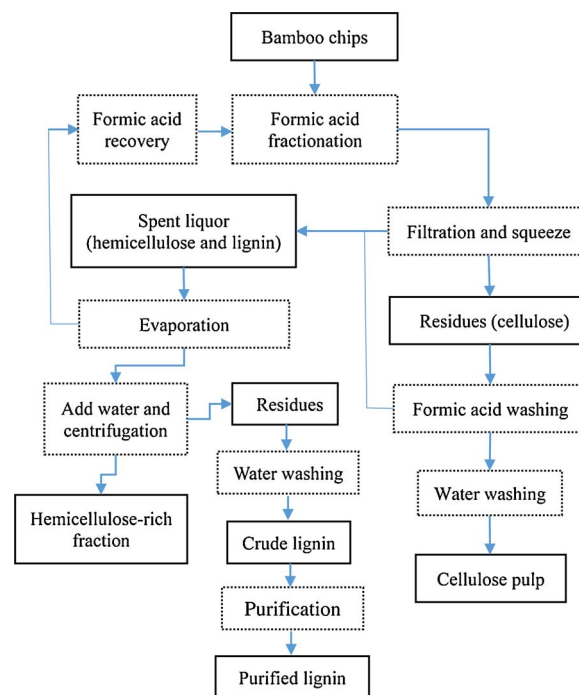 Bamboo chips
Formic acid
recovery
Formic acid
fractionation
Spent liquor
(hemicellulose and lignin)
Filtration and squeeze
Evaporation
Residues (cellulose)
Add water and
centrifugation
Residues
Formic acid washing
Water washing
Water washing
Hemicellulose-rich
fraction
Crude lignin
Cellulose pulp
Purification
Purified lignin